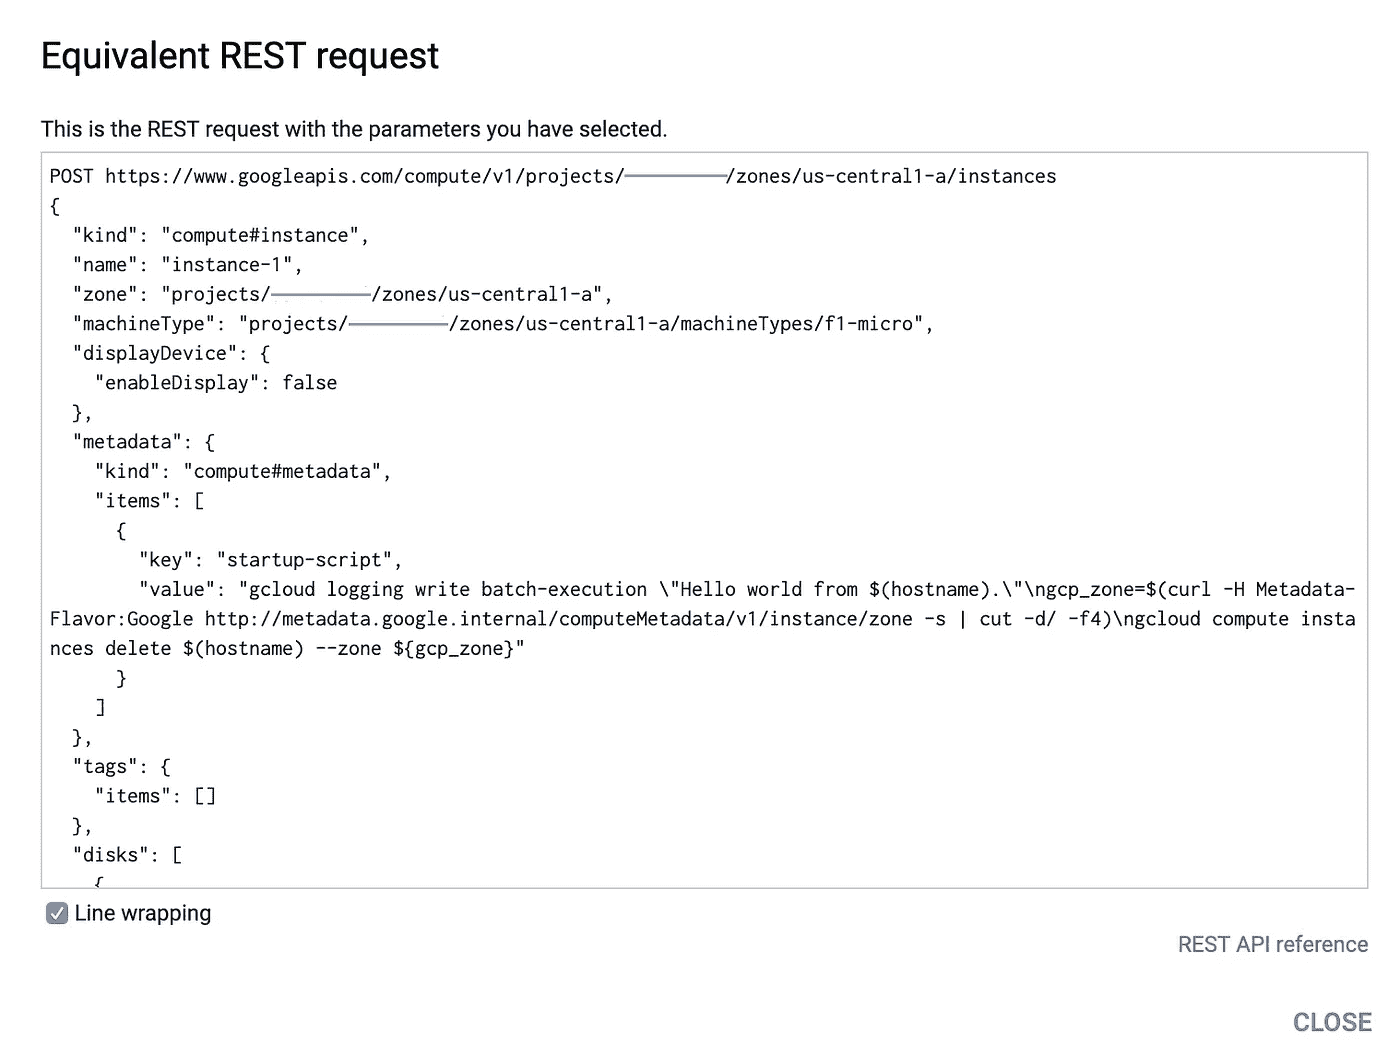 Equivalent REST request
This is the REST request with the parameters you have selected.
POST https://www.googleapis.com/compute/v1/projects/ /zones/us-central1-a/instances
{
  "kind": "compute#instance",
  "name": "instance-1",
  "zone": "projects/ /zones/us-central1-a",
  "machineType": "projects/ /zones/us-central1-a/machineTypes/f1-micro",
  "displayDevice": {
    "enableDisplay": false
  },
  "metadata": {
    "kind": "compute#metadata",
    "items": [
      {
        "key": "startup-script",
        "value": "gcloud logging write batch-execution \"Hello world from $(hostname).\"\ngcp_zone=$(curl -H Metadata-
Flavor:Google http://metadata.google.internal/computeMetadata/v1/instance/zone -s | cut -d/ -f4)\ngcloud compute insta
nces delete $(hostname) --zone ${gcp_zone}"
      }
    ]
  },
  "tags": {
    "items": []
  },
  "disks": [
    {
Line wrapping
REST API reference
CLOSE